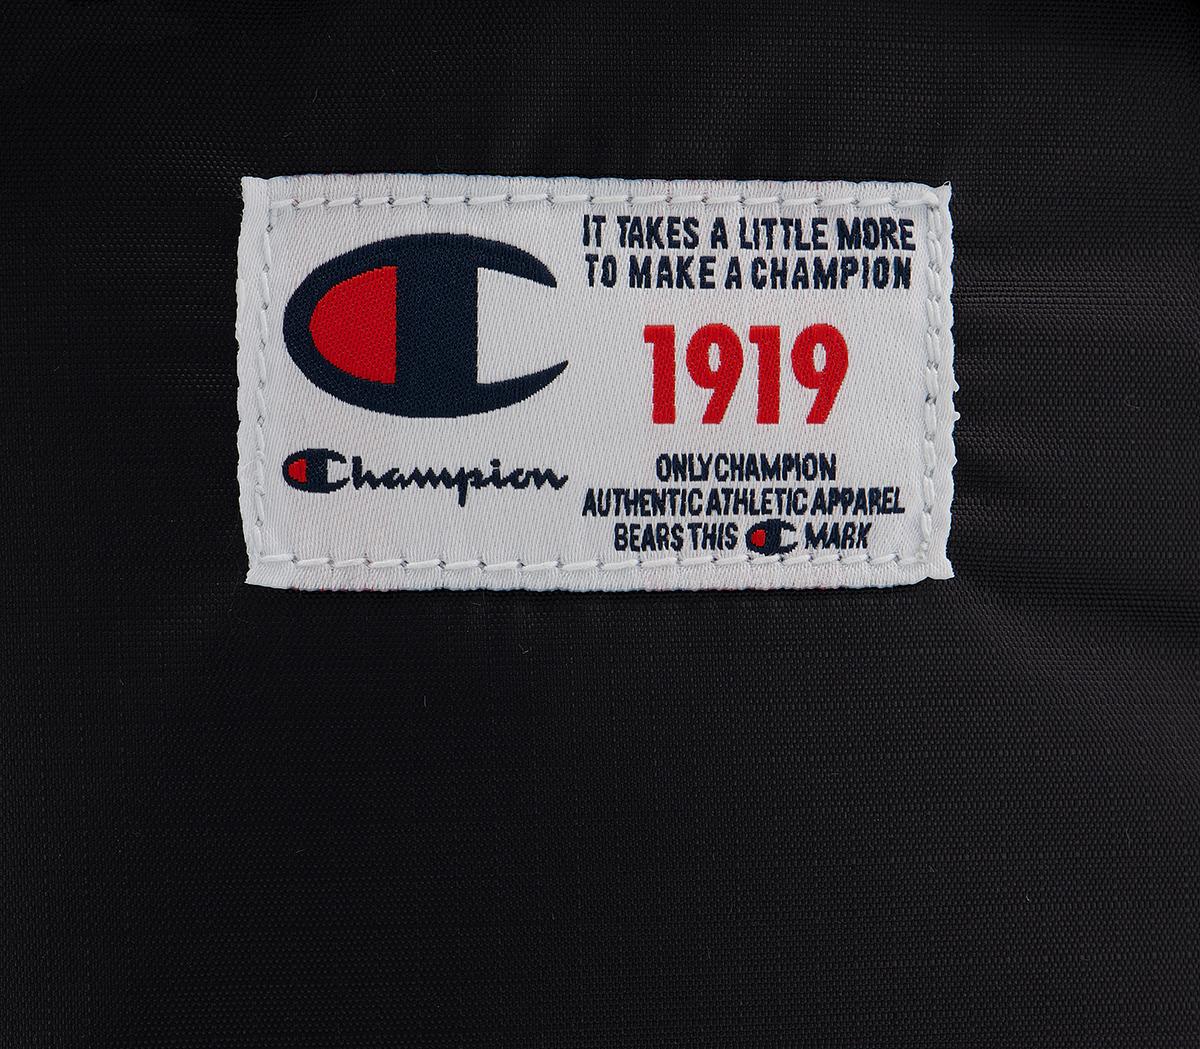 IT TAKES A LITTLE MORE
TO MAKE A CHAMPION
1919
Champion
ONLY CHAMPION
AUTHENTIC ATHLETIC APPAREL
BEARS THIS C MARK